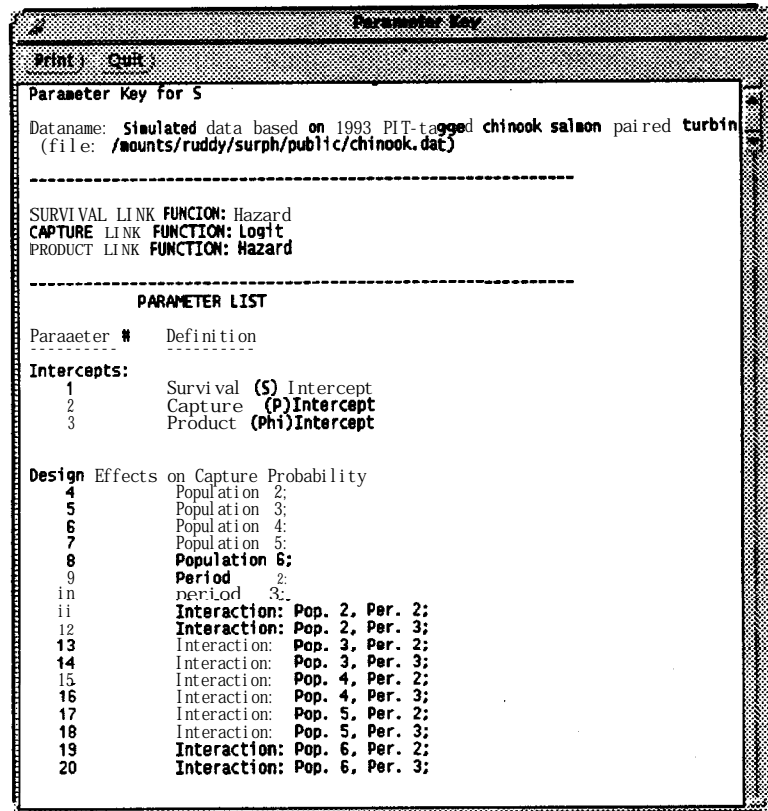 Parameter Key
Print Quit
Parameter Key for S
Dataname: Simulated data based on 1993 PIT-tagged chinook salmon paired turbin
(file: /mounts/ruddy/surph/public/chinook.dat)
SURVIVAL LINK FUNCION: Hazard
CAPTURE LINK FUNCTION: Logit
PRODUCT LINK FUNCTION: Hazard
PARAMETER LIST
Paraaeter # Definition
Intercepts:
1 Survival (S) Intercept
2 Capture (P)Intercept
3 Product (Phi)Intercept
Design Effects on Capture Probability
4 Population 2;
5 Population 3;
6 Population 4:
7 Population 5:
8 Population 6;
9 Period 2:
in period 3;.
ii Interaction: Pop. 2, Per. 2;
12 Interaction: Pop. 2, Per. 3;
13 Interaction: Pop. 3, Per. 2;
14 Interaction: Pop. 3, Per. 3;
15 Interaction: Pop. 4, Per. 2;
16 Interaction: Pop. 4, Per. 3;
17 Interaction: Pop. 5, Per. 2;
18 Interaction: Pop. 5, Per. 3;
19 Interaction: Pop. 6, Per. 2;
20 Interaction: Pop. 6, Per. 3;